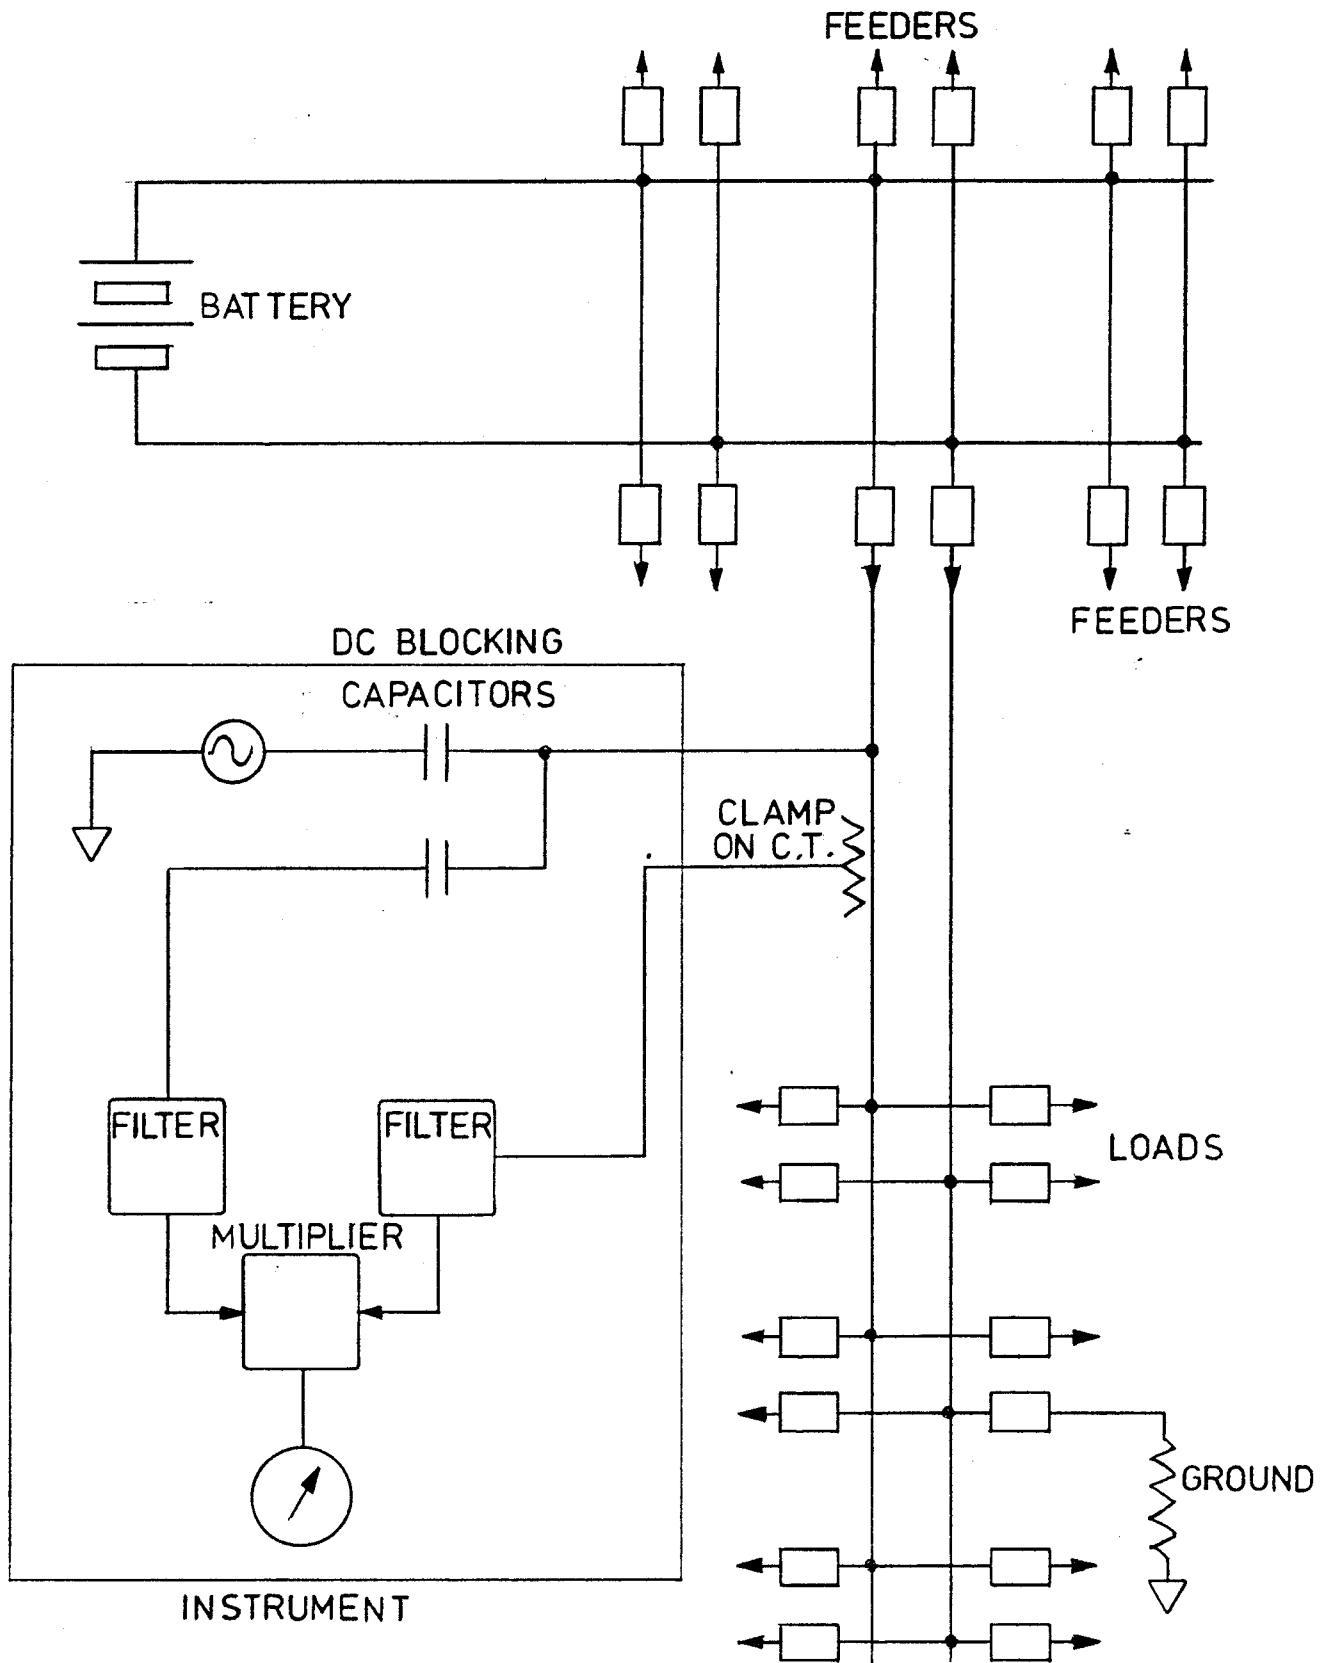 FEEDERS
BATTERY
FEEDERS
DC BLOCKING
CAPACITORS
CLAMP
ON C.T.
FILTER
FILTER
LOADS
MULTIPLIER
GROUND
INSTRUMENT